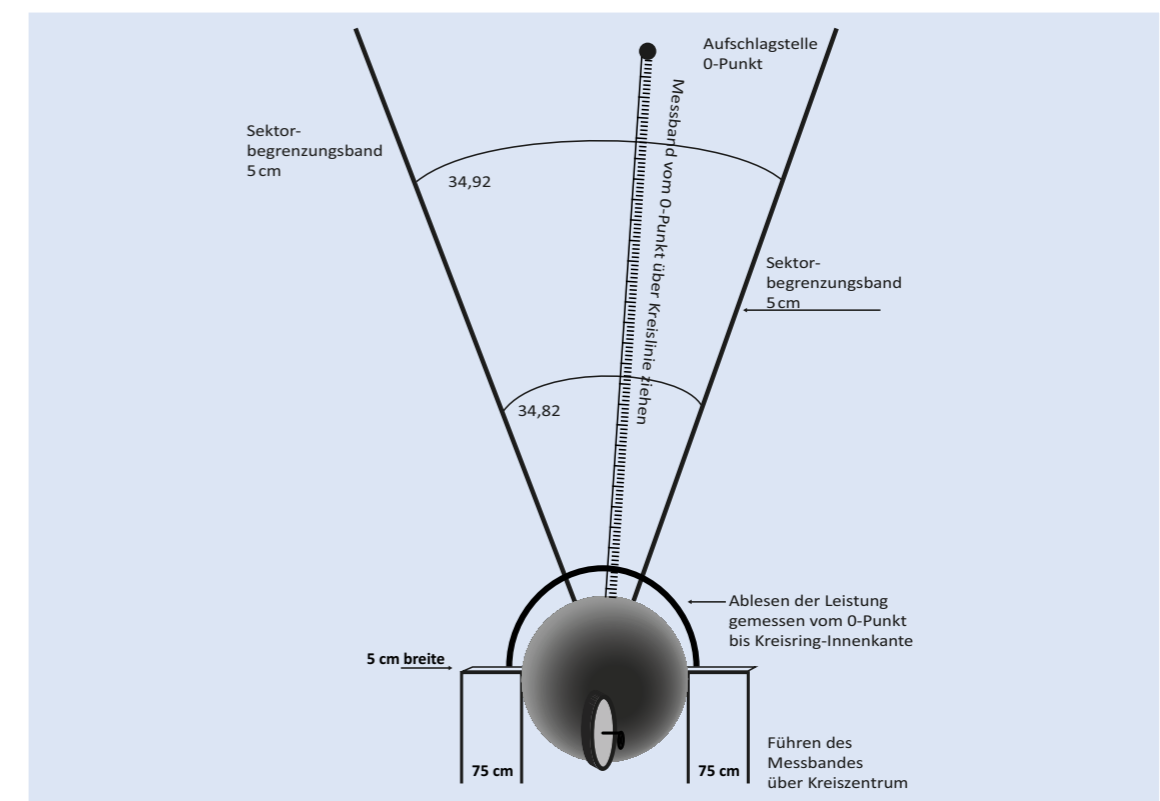 Aufschlagstelle
0-Punkt
Messband vom 0-Punkt über Kreislinie ziehen
Sektor-
begrenzungsband
5 cm
34,92
Sektor-
begrenzungsband
5 cm
34,82
Ablesen der Leistung
gemessen vom 0-Punkt
bis Kreisring-Innenkante
5 cm breite
75 cm
75 cm
Führen des
Messbandes
über Kreiszentrum